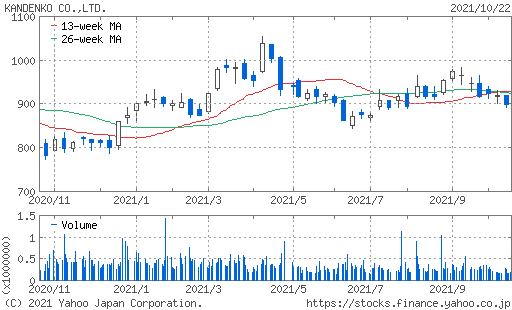 KANDENKO CO.,LTD. 2021/10/22
1100
13-week MA
26-week MA
1000
900
800
700
2020/11 2021/1 2021/3 2021/5 2021/7 2021/9
1.5
Volume
1
0.5
0
(x1000000)
2020/11 2021/1 2021/3 2021/5 2021/7 2021/9
(C) 2021 Yahoo Japan Corporation. https://stocks.finance.yahoo.co.jp/